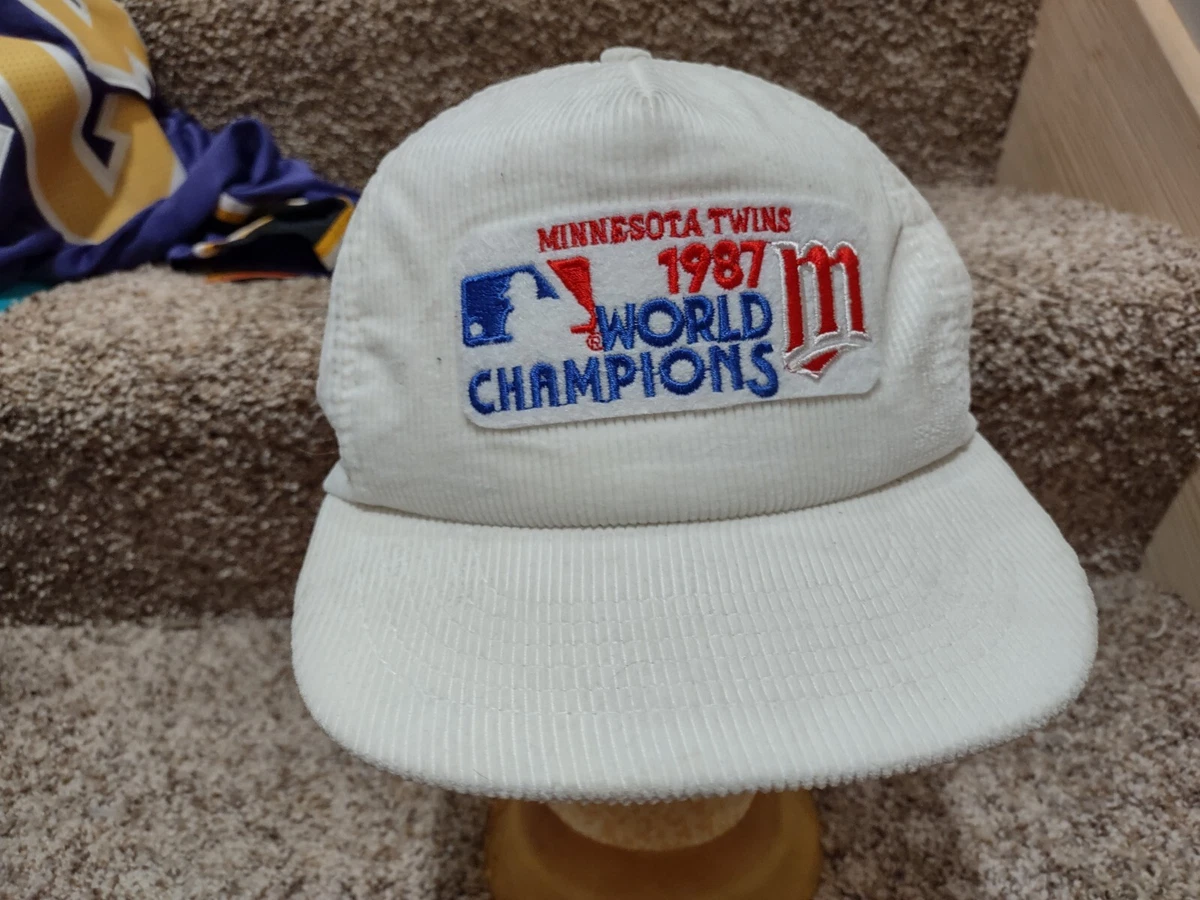 MINNESOTA TWINS
1987
WORLD
CHAMPIONS
m
®